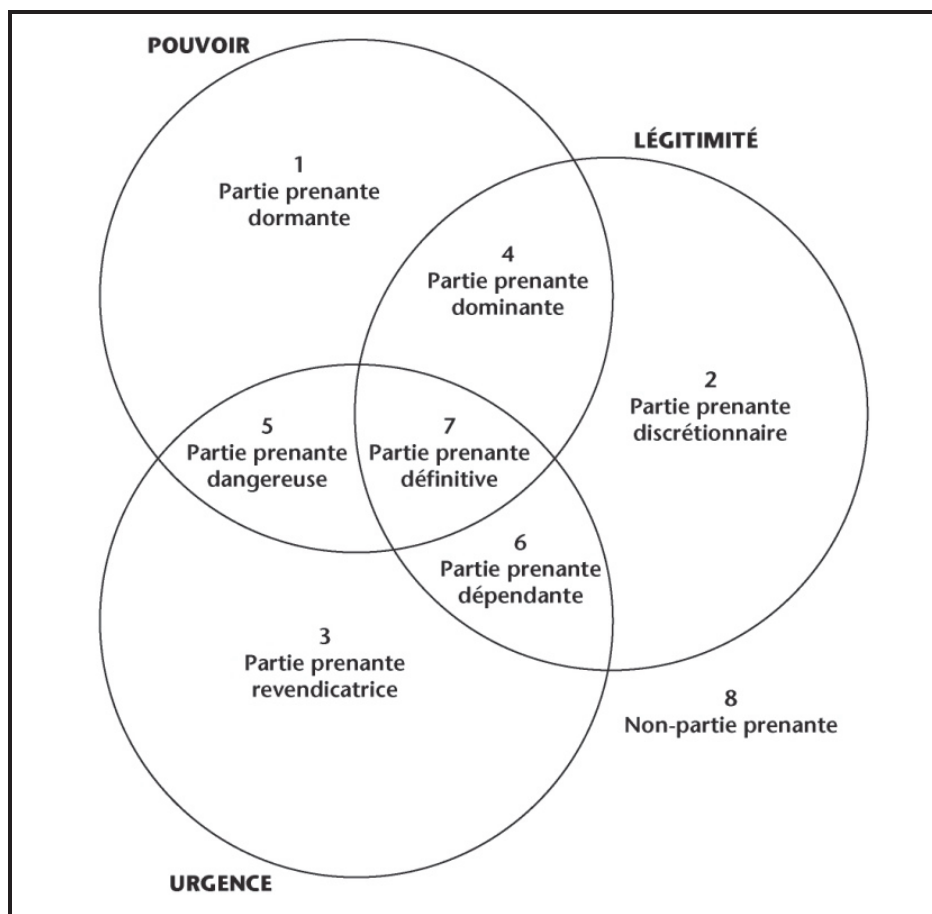 POUVOIR
LÉGITIMITÉ
1
Partie prenante
dormante
4
Partie prenante
dominante
2
Partie prenante
discrétionnaire
5
Partie prenante
dangereuse
7
Partie prenante
définitive
6
Partie prenante
dépendante
3
Partie prenante
revendicatrice
8
Non-partie prenante
URGENCE